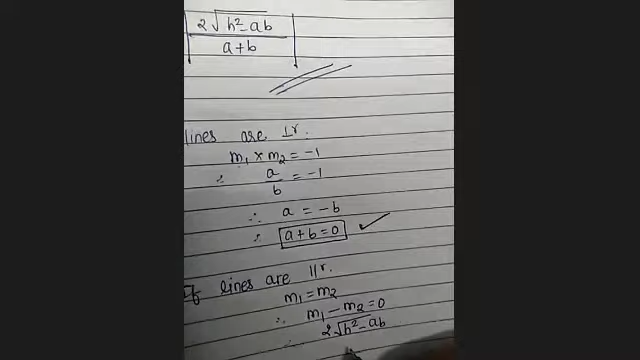 | 2√h²-ab / a+b |
lines are ⊥r.
m₁ × m₂ = -1
∴ a/b = -1
∴ a = -b
∴ a+b=0 ✓
If lines are ||r.
m₁ = m₂
∴ m₁ - m₂ = 0
2√h²-ab